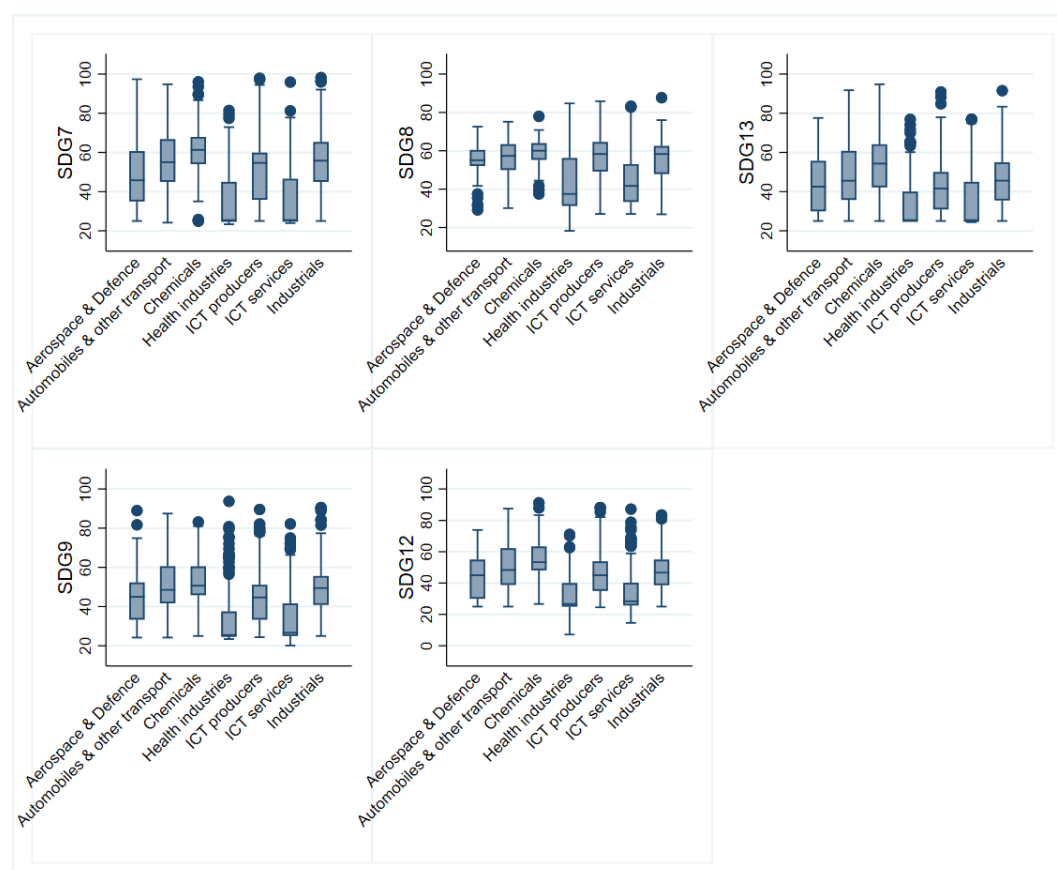 SDG7
100
80
60
40
20
Aerospace & Defence
Automobiles & other transport
Chemicals
Health industries
ICT producers
ICT services
Industrials
SDG8
100
80
60
40
20
Aerospace & Defence
Automobiles & other transport
Chemicals
Health industries
ICT producers
ICT services
Industrials
SDG13
100
80
60
40
20
Aerospace & Defence
Automobiles & other transport
Chemicals
Health industries
ICT producers
ICT services
Industrials
SDG9
100
80
60
40
20
Aerospace & Defence
Automobiles & other transport
Chemicals
Health industries
ICT producers
ICT services
Industrials
SDG12
100
80
60
40
20
0
Aerospace & Defence
Automobiles & other transport
Chemicals
Health industries
ICT producers
ICT services
Industrials